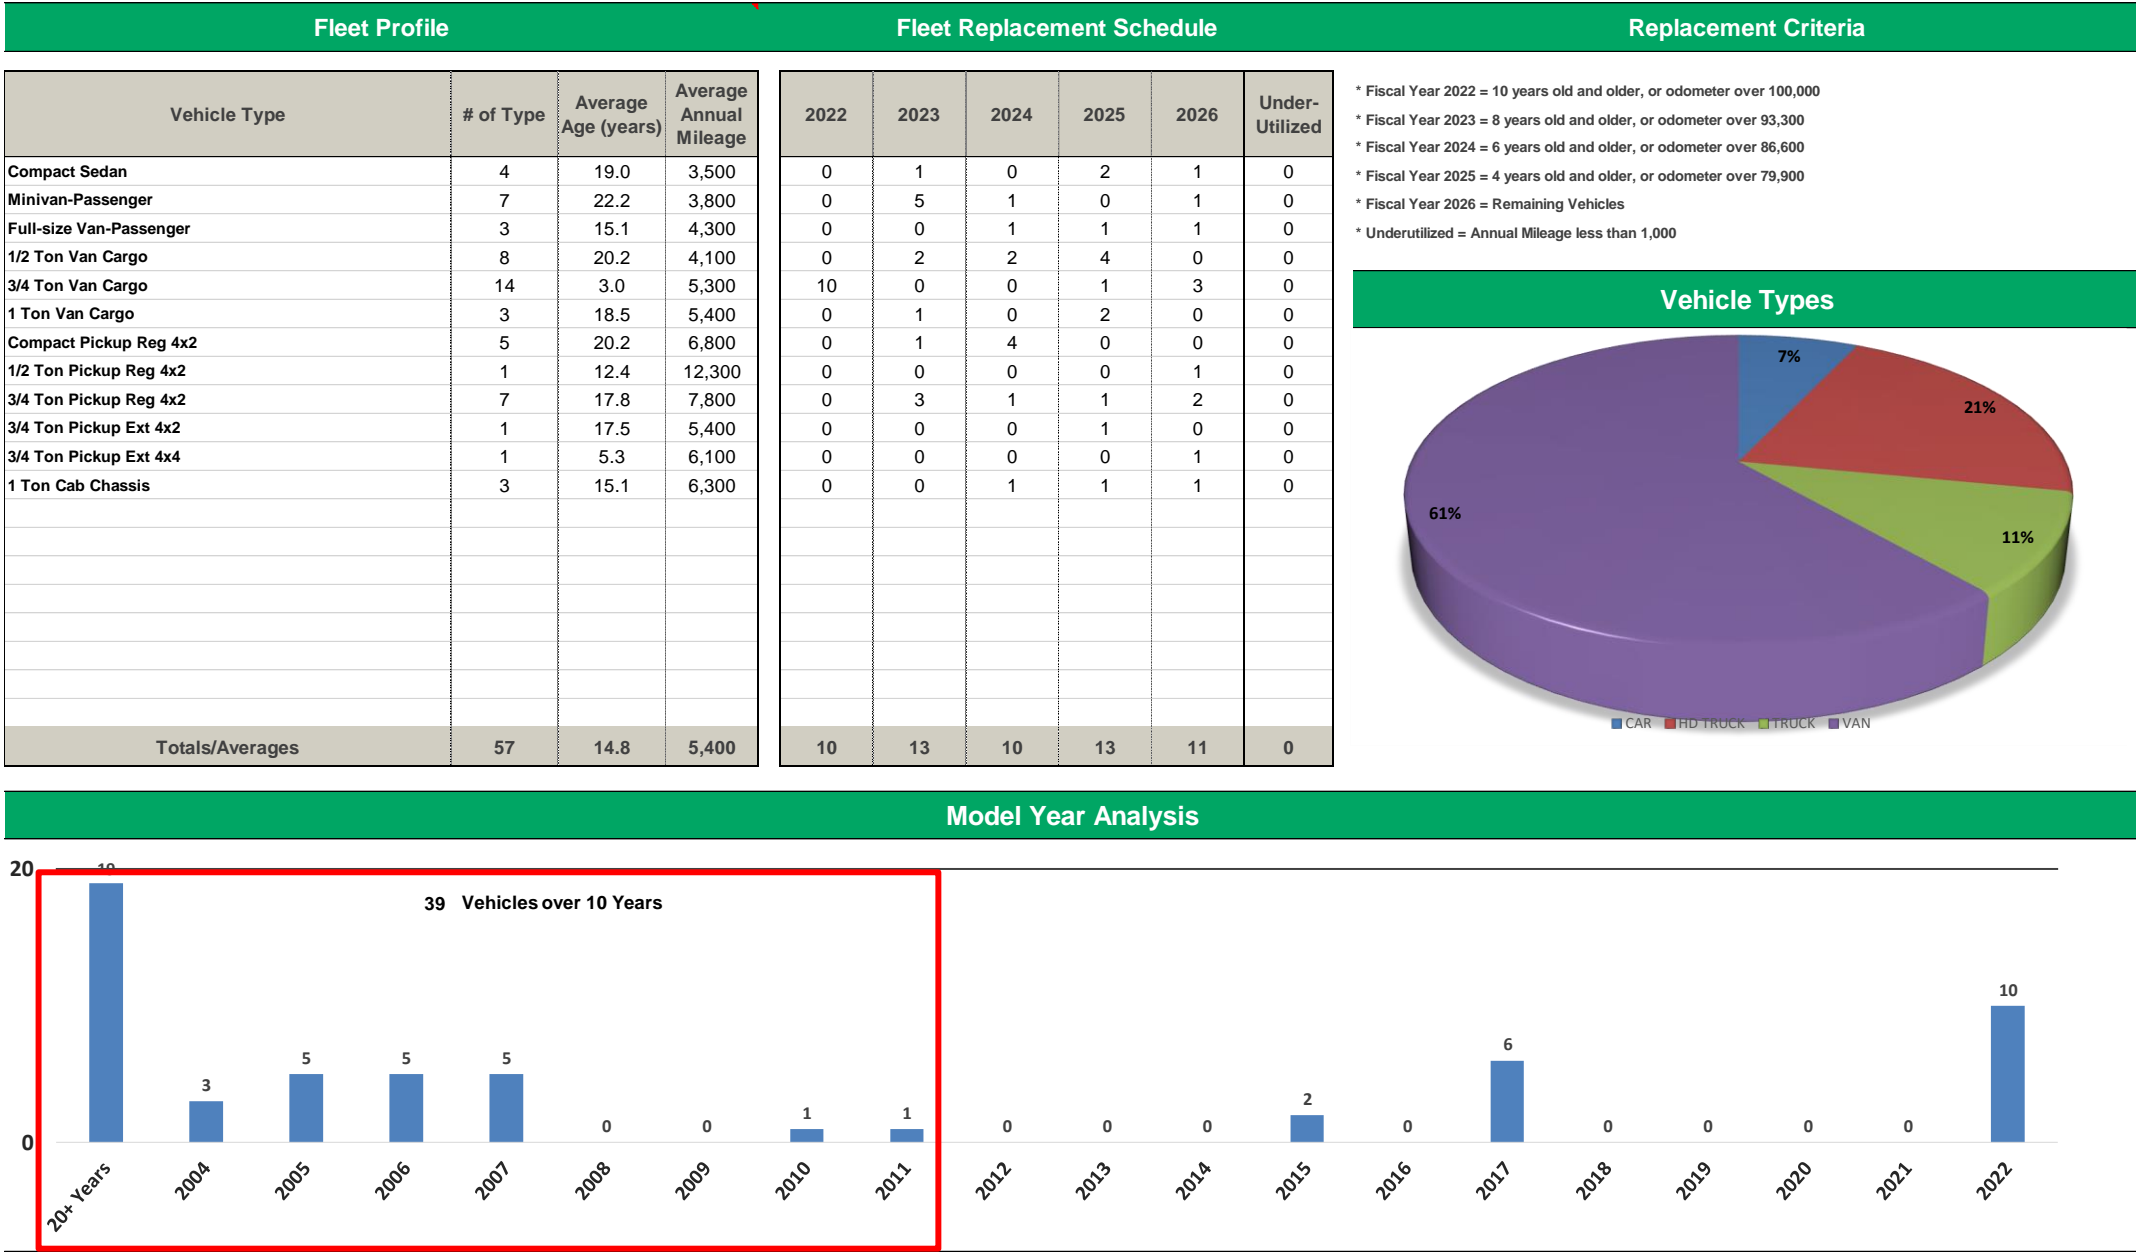 Fleet Profile Fleet Replacement Schedule Replacement Criteria
Vehicle Type # of Type Average Age (years) Average Annual Mileage 2022 2023 2024 2025 2026 Under-Utilized
Compact Sedan 4 19.0 3,500 0 1 0 2 1 0
Minivan-Passenger 7 22.2 3,800 0 5 1 0 1 0
Full-size Van-Passenger 3 15.1 4,300 0 0 1 1 1 0
1/2 Ton Van Cargo 8 20.2 4,100 0 2 2 4 0 0
3/4 Ton Van Cargo 14 3.0 5,300 10 0 0 1 3 0
1 Ton Van Cargo 3 18.5 5,400 0 1 0 2 0 0
Compact Pickup Reg 4x2 5 20.2 6,800 0 1 4 0 0 0
1/2 Ton Pickup Reg 4x2 1 12.4 12,300 0 0 0 0 1 0
3/4 Ton Pickup Reg 4x2 7 17.8 7,800 0 3 1 1 2 0
3/4 Ton Pickup Ext 4x2 1 17.5 5,400 0 0 0 1 0 0
3/4 Ton Pickup Ext 4x4 1 5.3 6,100 0 0 0 0 1 0
1 Ton Cab Chassis 3 15.1 6,300 0 0 1 1 1 0
Totals/Averages 57 14.8 5,400 10 13 10 13 11 0
* Fiscal Year 2022 = 10 years old and older, or odometer over 100,000
* Fiscal Year 2023 = 8 years old and older, or odometer over 93,300
* Fiscal Year 2024 = 6 years old and older, or odometer over 86,600
* Fiscal Year 2025 = 4 years old and older, or odometer over 79,900
* Fiscal Year 2026 = Remaining Vehicles
* Underutilized = Annual Mileage less than 1,000
Vehicle Types
7%
21%
61%
11%
CAR HD TRUCK TRUCK VAN
Model Year Analysis
20
19
39 Vehicles over 10 Years
3 5 5 5 0 0 1 1 0 0 0 2 0 6 0 0 0 0 10
0
20+ Years 2004 2005 2006 2007 2008 2009 2010 2011 2012 2013 2014 2015 2016 2017 2018 2019 2020 2021 2022